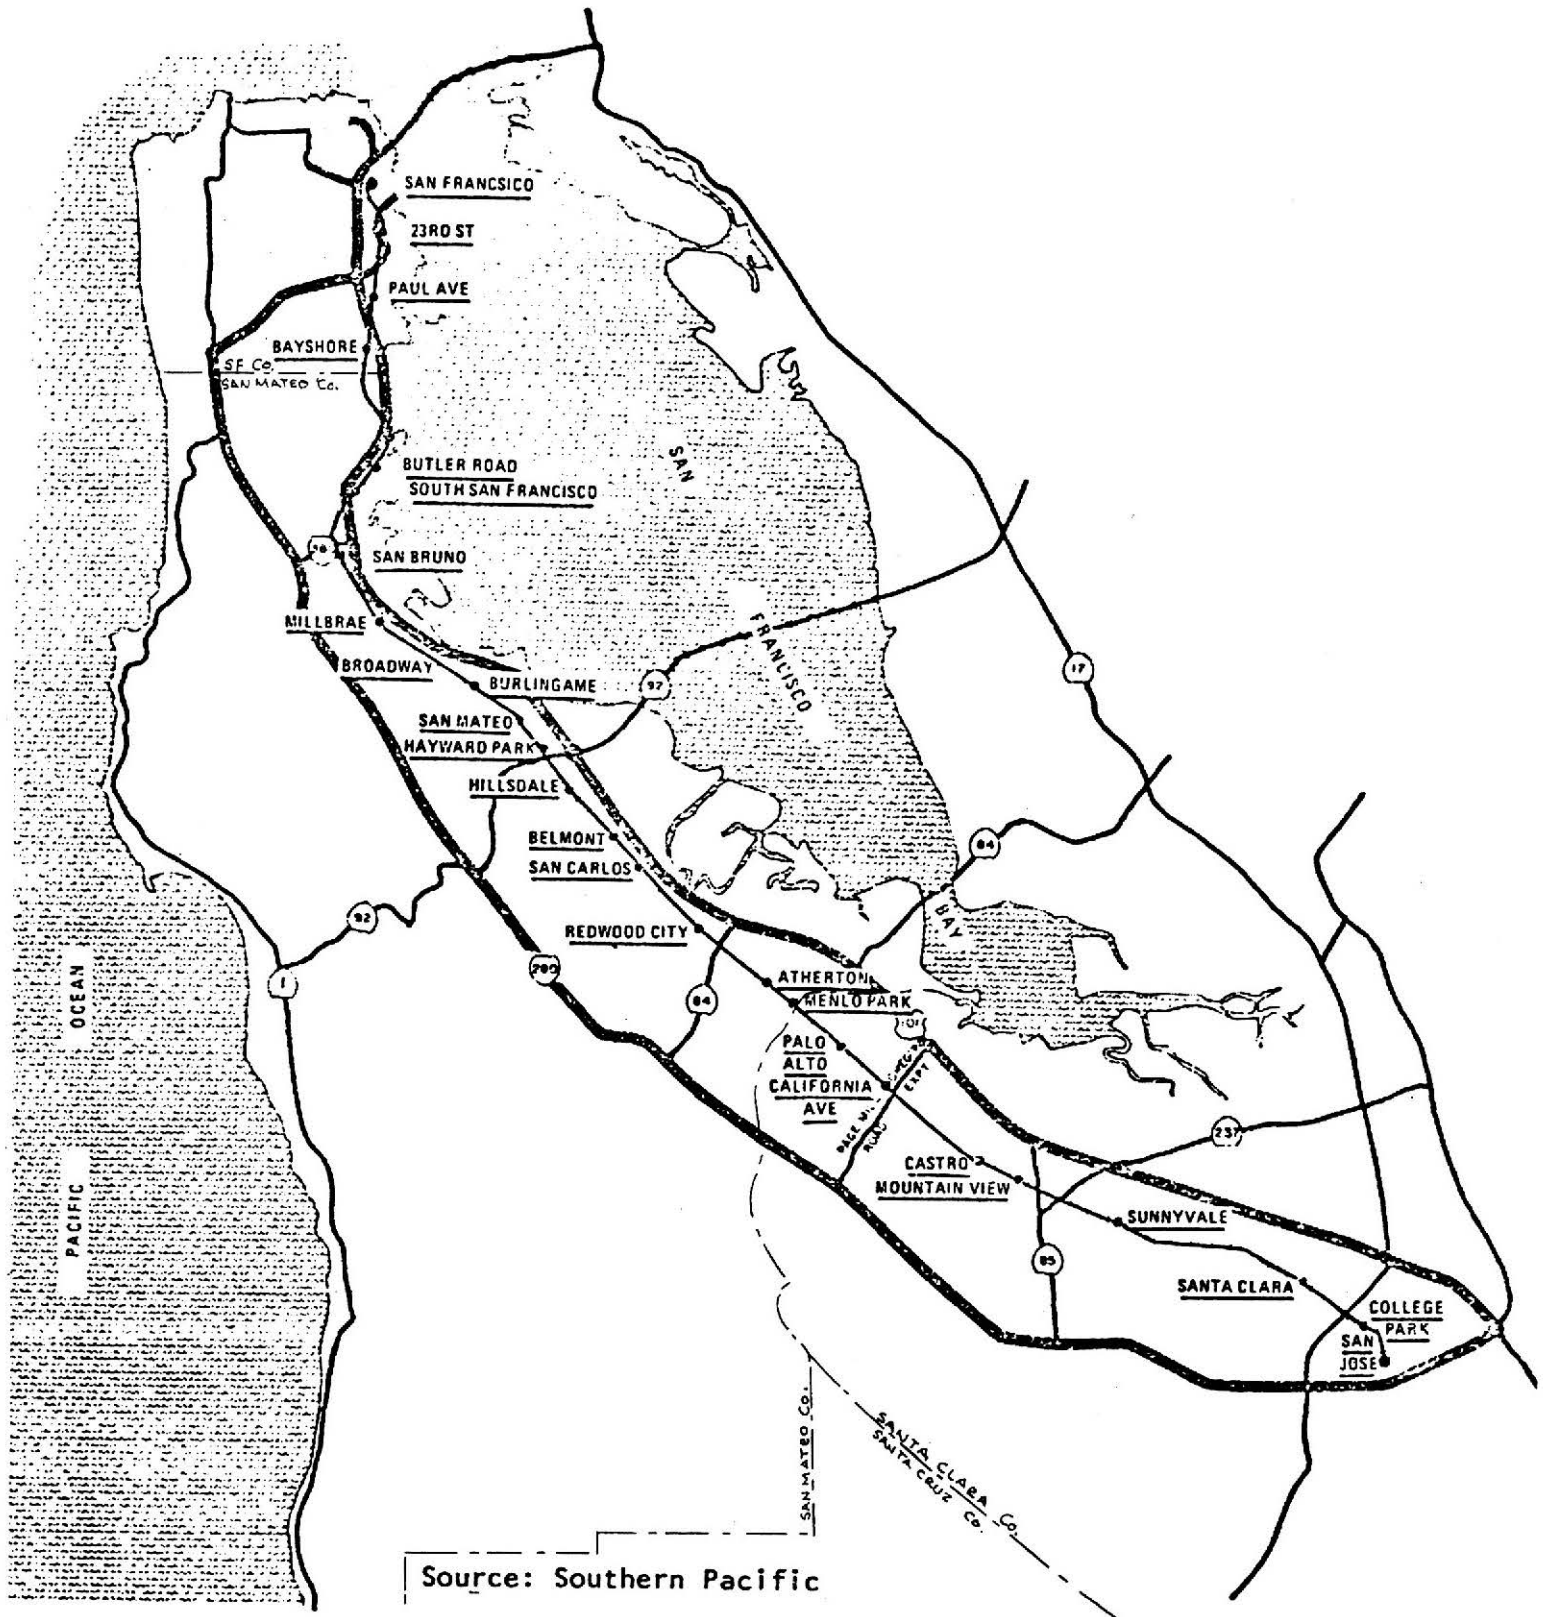 SAN FRANCSICO
23RD ST
PAUL AVE
BAYSHORE
SF Co.
SAN MATEO Co.
SAN
BUTLER ROAD
SOUTH SAN FRANCISCO
SAN BRUNO
FRANCISCO
MILLBRAE
BROADWAY
17
BURLINGAME
92
SAN MATEO
HAYWARD PARK
HILLSDALE
BELMONT
84
SAN CARLOS
92
BAY
REDWOOD CITY
280
1
ATHERTON
84
MENLO PARK
101
PACIFIC OCEAN
PALO
ALTO
CALIFORNIA
AVE
EXPY
ROAD
237
CASTRO
MOUNTAIN VIEW
SUNNYVALE
85
SANTA CLARA
COLLEGE
PARK
SAN
JOSE
SAN MATEO Co.
SANTA CLARA Co.
SANTA CRUZ Co.
Source: Southern Pacific